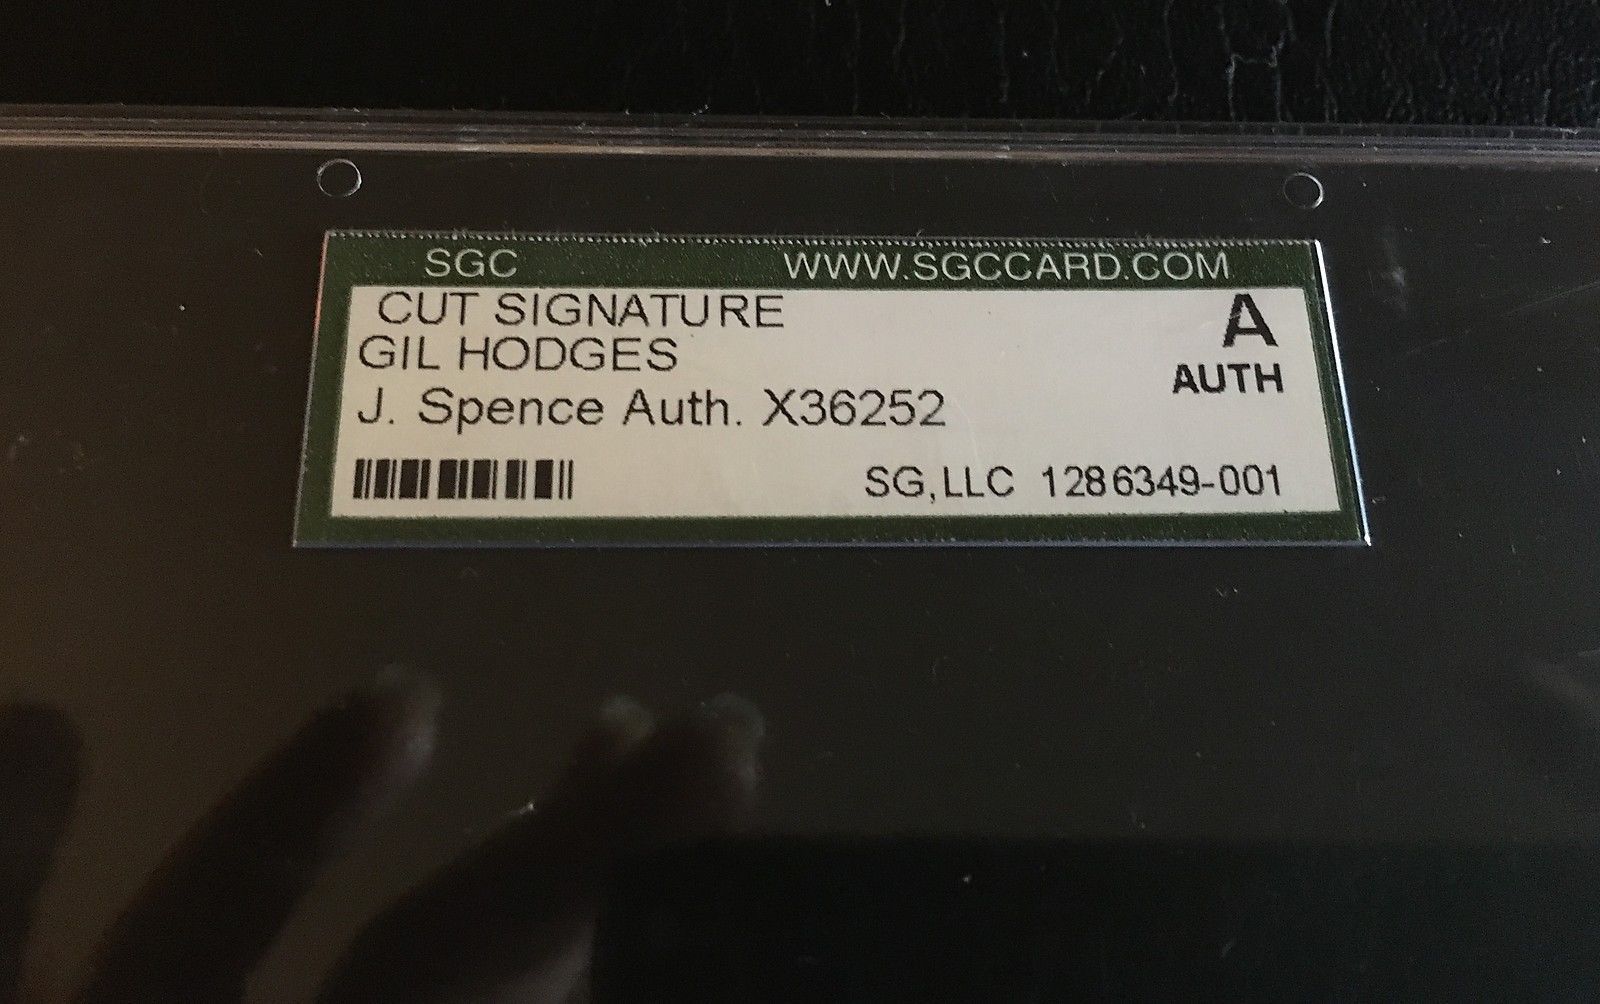 SGC WWW.SGCCARD.COM
CUT SIGNATURE A
GIL HODGES AUTH
J. Spence Auth. X36252
SG,LLC 1286349-001